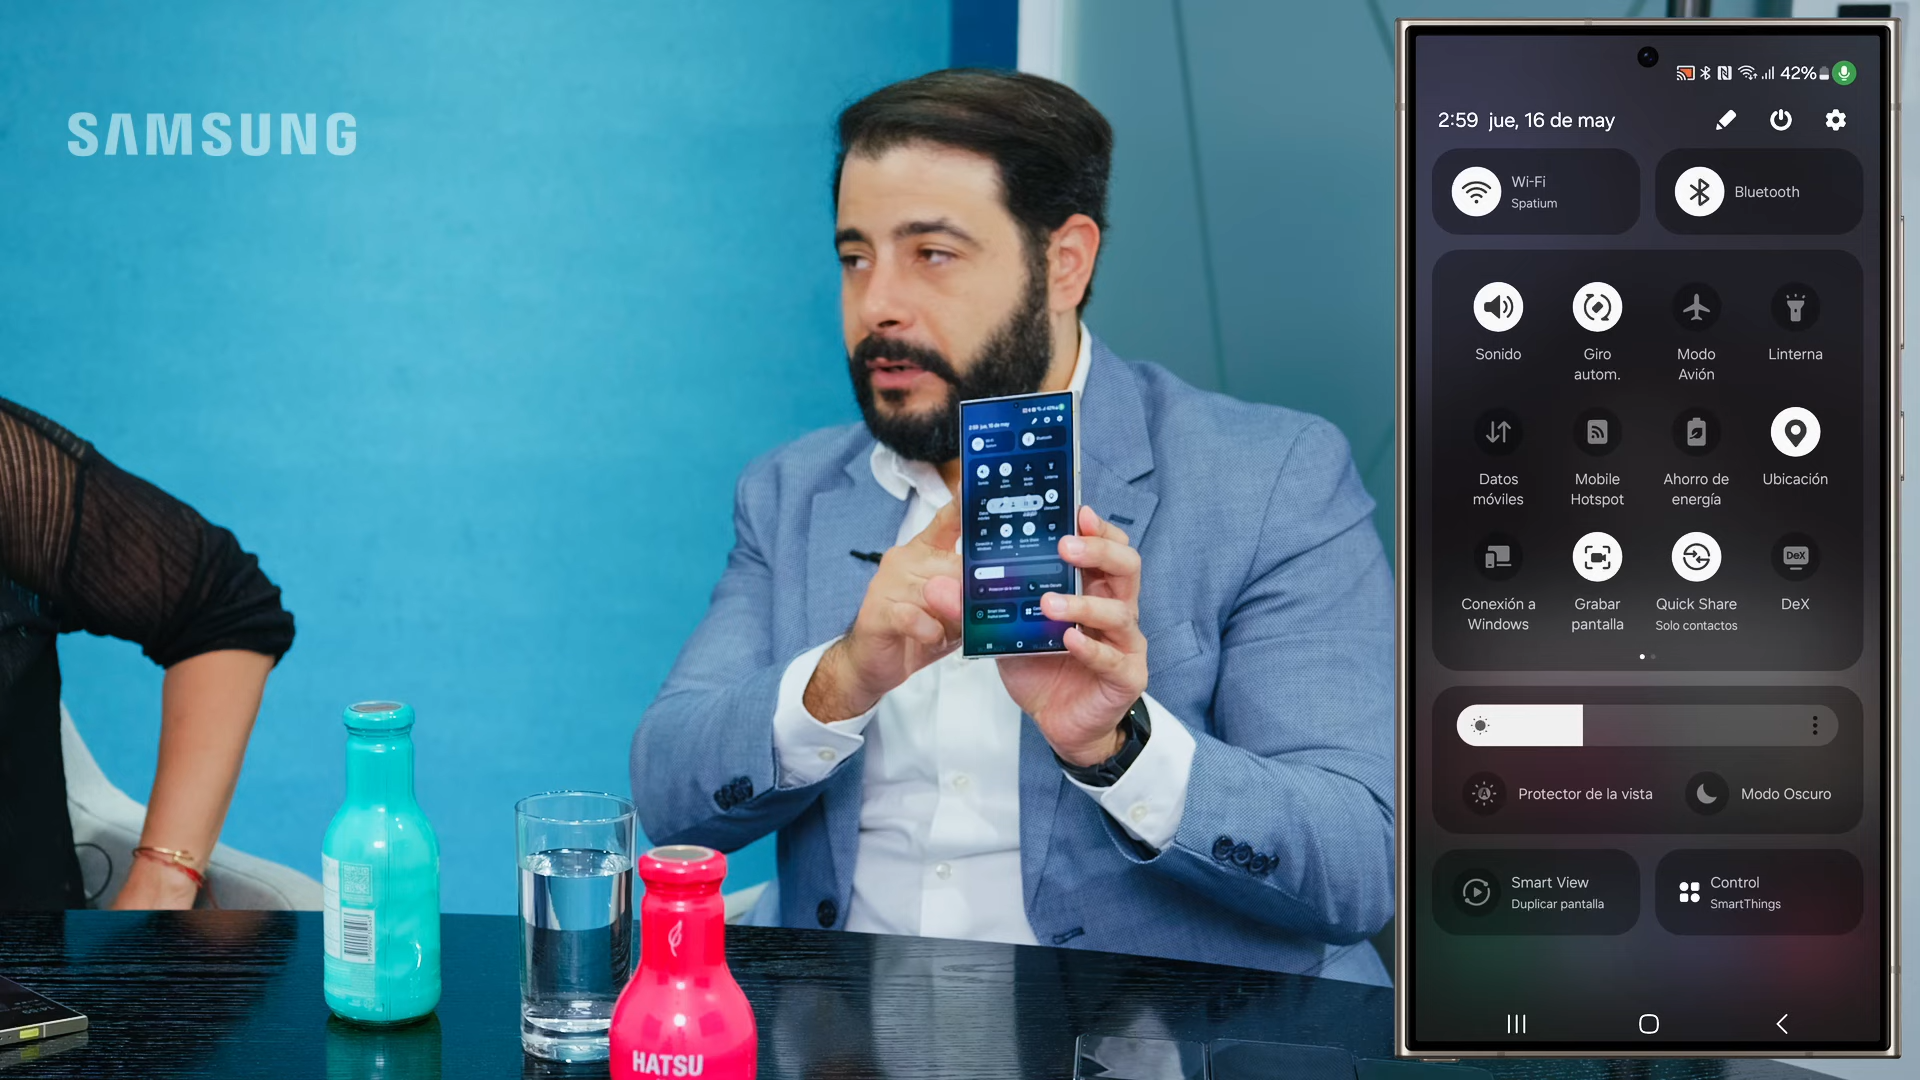 SAMSUNG
42%
2:59 jue, 16 de may
Wi-Fi
Spatium
Bluetooth
Sonido
Giro
autom.
Modo
Avión
Linterna
Datos
móviles
Mobile
Hotspot
Ahorro de
energía
Ubicación
Conexión a
Windows
Grabar
pantalla
Quick Share
Solo contactos
DeX
DeX
Protector de la vista
Modo Oscuro
Smart View
Duplicar pantalla
Control
SmartThings
HATSU